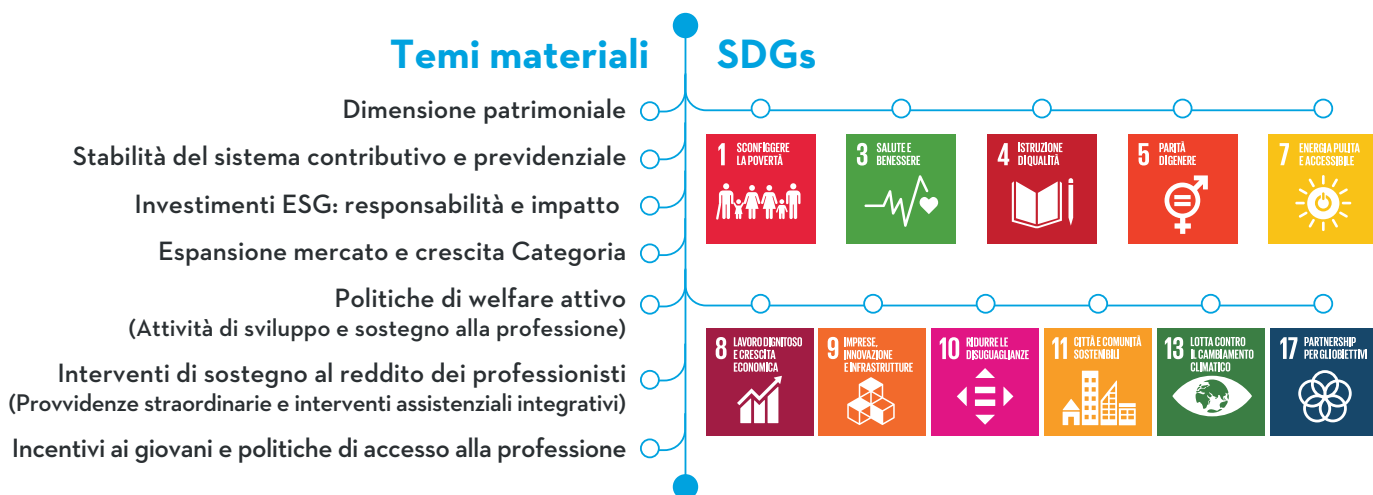 Temi materiali
Dimensione patrimoniale
Stabilità del sistema contributivo e previdenziale
Investimenti ESG: responsabilità e impatto
Espansione mercato e crescita Categoria
Politiche di welfare attivo
(Attività di sviluppo e sostegno alla professione)
Interventi di sostegno al reddito dei professionisti
(Provvidenze straordinarie e interventi assistenziali integrativi)
Incentivi ai giovani e politiche di accesso alla professione
SDGs
1 SCONFIGGERE
LA POVERTÀ
3 SALUTE E
BENESSERE
4 ISTRUZIONE
DI QUALITÀ
5 PARITÀ
DI GENERE
7 ENERGIA PULITA
E ACCESSIBILE
8 LAVORO DIGNITOSO
E CRESCITA
ECONOMICA
9 IMPRESE,
INNOVAZIONE
E INFRASTRUTTURE
10 RIDURRE LE
DISUGUAGLIANZE
11 CITTÀ E COMUNITÀ
SOSTENIBILI
13 LOTTA CONTRO
IL CAMBIAMENTO
CLIMATICO
17 PARTNERSHIP
PER GLI OBIETTIVI